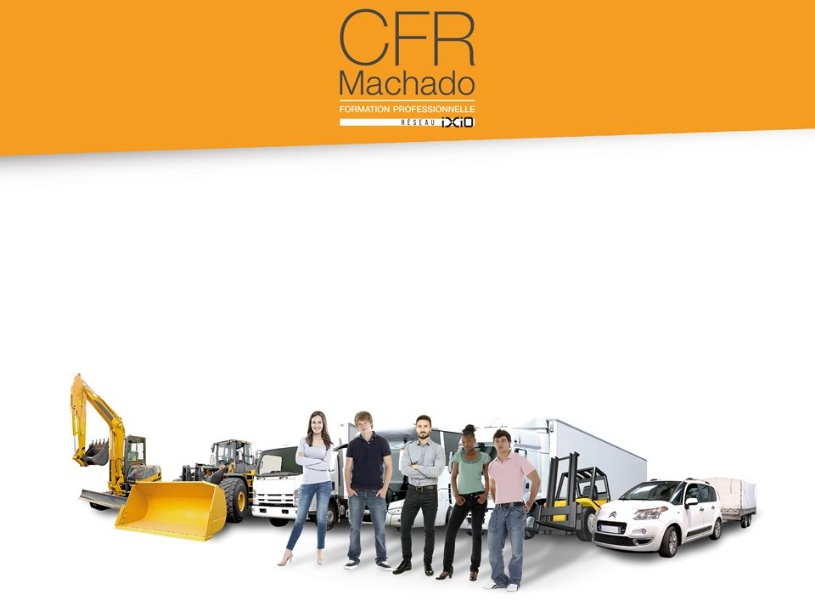 CFR
Machado
FORMATION PROFESSIONNELLE
RÉSEAU iXiO